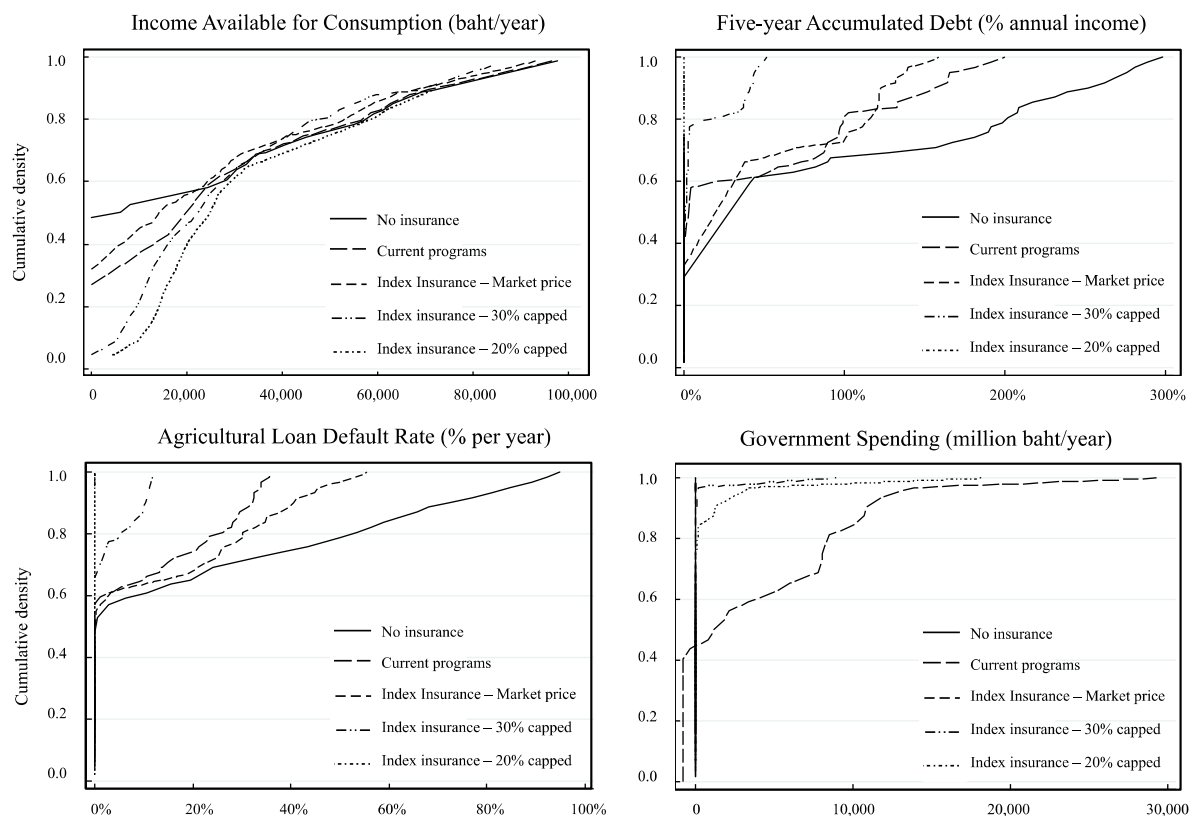 Income Available for Consumption (baht/year)
Cumulative density
1.0
0.8
0.6
0.4
0.2
0.0
No insurance
Current programs
Index Insurance – Market price
Index insurance – 30% capped
Index insurance – 20% capped
0 20,000 40,000 60,000 80,000 100,000
Five-year Accumulated Debt (% annual income)
1.0
0.8
0.6
0.4
0.2
0.0
No insurance
Current programs
Index Insurance – Market price
Index insurance – 30% capped
Index insurance – 20% capped
0% 100% 200% 300%
Agricultural Loan Default Rate (% per year)
Cumulative density
1.0
0.8
0.6
0.4
0.2
0.0
No insurance
Current programs
Index Insurance – Market price
Index insurance – 30% capped
Index insurance – 20% capped
0% 20% 40% 60% 80% 100%
Government Spending (million baht/year)
1.0
0.8
0.6
0.4
0.2
0.0
No insurance
Current programs
Index Insurance – Market price
Index insurance – 30% capped
Index insurance – 20% capped
0 10,000 20,000 30,000